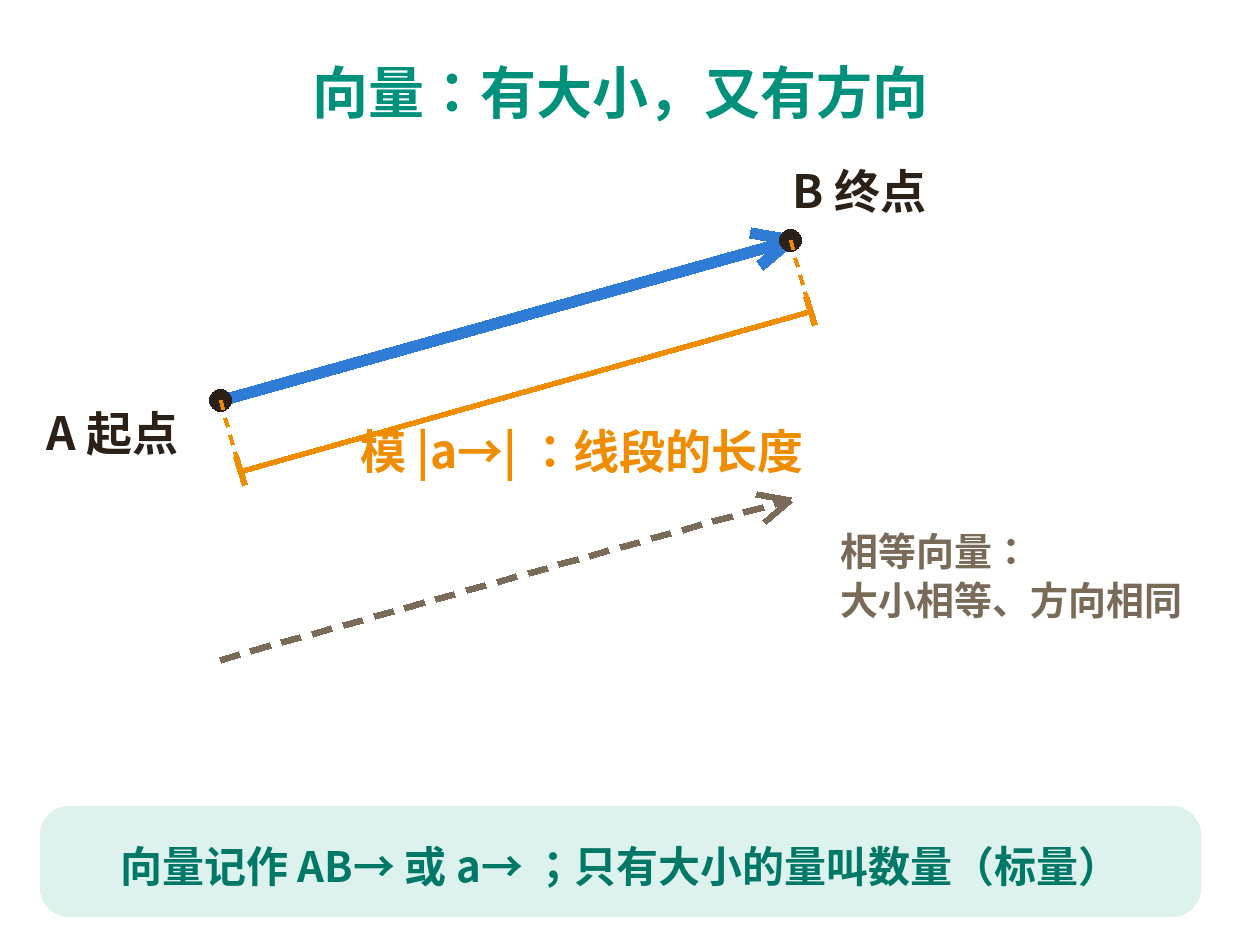 向量：有大小，又有方向
B 终点
A 起点
模 |a→| ：线段的长度
相等向量：
大小相等、方向相同
向量记作 AB→ 或 a→ ；只有大小的量叫数量（标量）